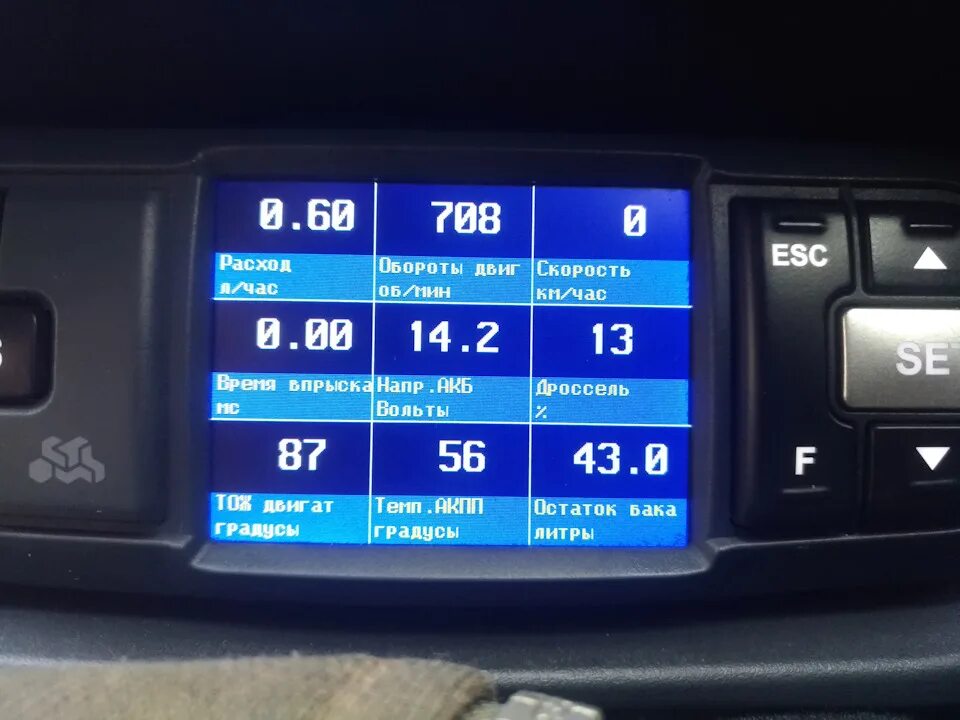 0.60 708 0
Расход Обороты двиг Скорость
л/час об/мин км/час
0.00 14.2 13
Время впрыска Напр.АКБ Дроссель
мс Вольты %
87 56 43.0
ТОЖ двигат Темп.АКПП Остаток бака
градусы градусы литры
ESC
SET
F